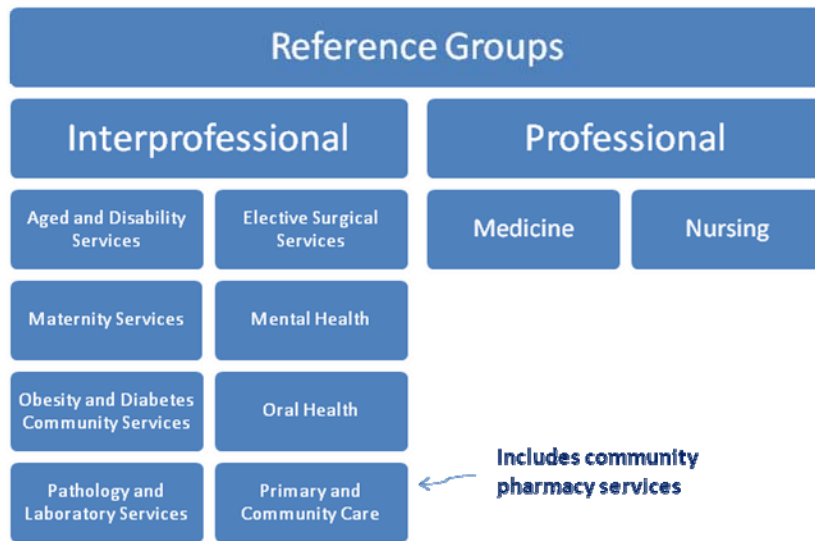 Reference Groups
Interprofessional
Professional
Aged and Disability
Services
Elective Surgical
Services
Medicine
Nursing
Maternity Services
Mental Health
Obesity and Diabetes
Community Services
Oral Health
Pathology and
Laboratory Services
Primary and
Community Care
Includes community
pharmacy services